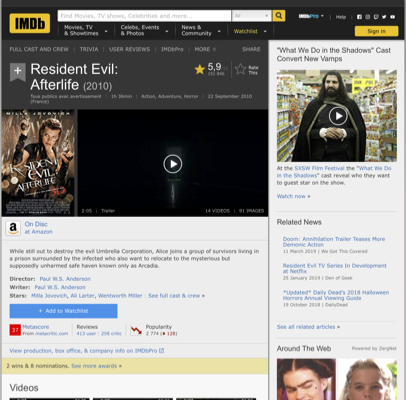 IMDb
Find Movies, TV shows, Celebrities and more...
All
IMDbPro
Help
Movies, TV
& Showtimes
Celebs, Events
& Photos
News &
Community
Watchlist
Sign in
FULL CAST AND CREW | TRIVIA | USER REVIEWS | IMDbPro | MORE
SHARE
Resident Evil:
Afterlife (2010)
5,9
Rate
This
Tous publics avec avertissement | 1h 36min | Action, Adventure, Horror | 22 September 2010
(France)
MILLA JOVOVICH
RESIDENT EVIL
AFTERLIFE
2:05 | Trailer
14 VIDEOS | 91 IMAGES
On Disc
at Amazon
While still out to destroy the evil Umbrella Corporation, Alice joins a group of survivors living in
a prison surrounded by the infected who also want to relocate to the mysterious but
supposedly unharmed safe haven known only as Arcadia.
Director: Paul W.S. Anderson
Writer: Paul W.S. Anderson
Stars: Milla Jovovich, Ali Larter, Wentworth Miller | See full cast & crew »
+ Add to Watchlist
37
Metascore
From metacritic.com
Reviews
413 user | 298 critic
Popularity
2 774 (128)
View production, box office, & company info on IMDbPro
2 wins & 8 nominations. See more awards »
Videos
"What We Do in the Shadows" Cast
Convert New Vamps
At the SXSW Film Festival the "What We
Do in the Shadows" cast reveal who they want
to guest star on the show.
Watch now »
Related News
Doom: Annihilation Trailer Teases More
Demonic Action
11 March 2019 | We Got This Covered
Resident Evil TV Series In Development
at Netflix
25 January 2019 | Den of Geek
*Updated* Daily Dead's 2018 Halloween
Horrors Annual Viewing Guide
19 October 2018 | DailyDead
See all related articles »
Around The Web
Powered by ZergNet